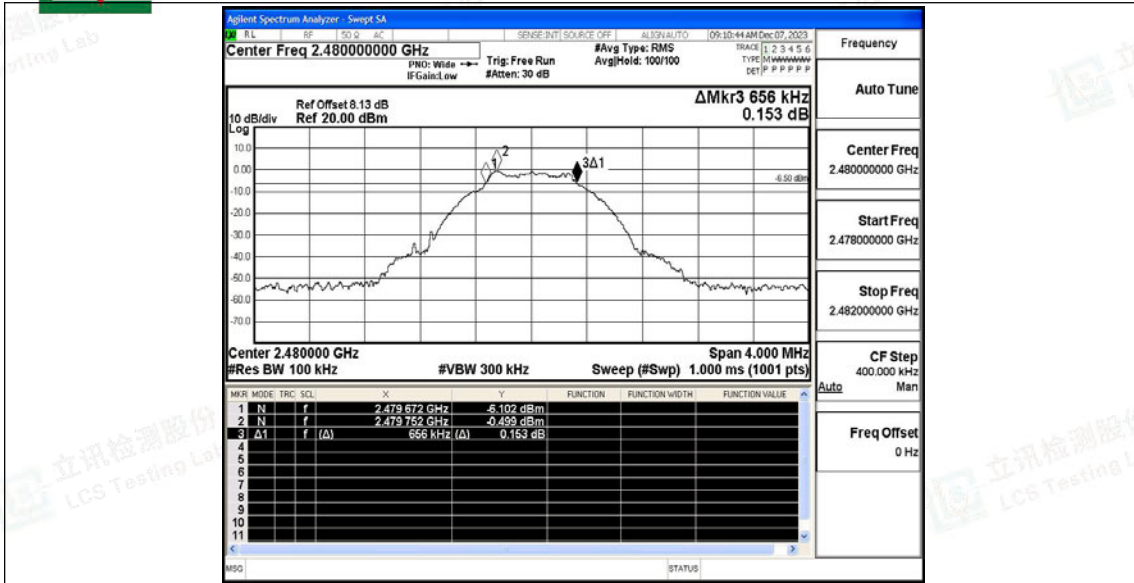 Agilent Spectrum Analyzer - Swept SA
RL RF 50 Ω AC SENSE:INT SOURCE OFF ALIGN AUTO 09:10:44 AM Dec 07, 2023
Center Freq 2.480000000 GHz
#Avg Type: RMS
TRACE 1 2 3 4 5 6
PNO: Wide
Trig: Free Run
Avg|Hold: 100/100
TYPE M WWWWW
IFGain:Low
#Atten: 30 dB
DET P P P P P P
ΔMkr3 656 kHz
0.153 dB
Ref Offset 8.13 dB
10 dB/div Ref 20.00 dBm
Log
10.0
0.00
-10.0
-20.0
-30.0
-40.0
-50.0
-60.0
-70.0
1
2
3Δ1
-6.50 dBm
Center 2.480000 GHz
Span 4.000 MHz
#Res BW 100 kHz
#VBW 300 kHz
Sweep (#Swp) 1.000 ms (1001 pts)
MKR MODE TRC SCL X Y FUNCTION FUNCTION WIDTH FUNCTION VALUE
1 N f 2.479 672 GHz -6.102 dBm
2 N f 2.479 752 GHz -0.499 dBm
3 Δ1 f (Δ) 656 kHz (Δ) 0.153 dB
4
5
6
7
8
9
10
11
MSG
STATUS
Frequency
Auto Tune
Center Freq
2.480000000 GHz
Start Freq
2.478000000 GHz
Stop Freq
2.482000000 GHz
CF Step
400.000 kHz
Auto Man
Freq Offset
0 Hz
立讯检测股份
LCS Testing Lab
立讯检测股份
LCS Testing L